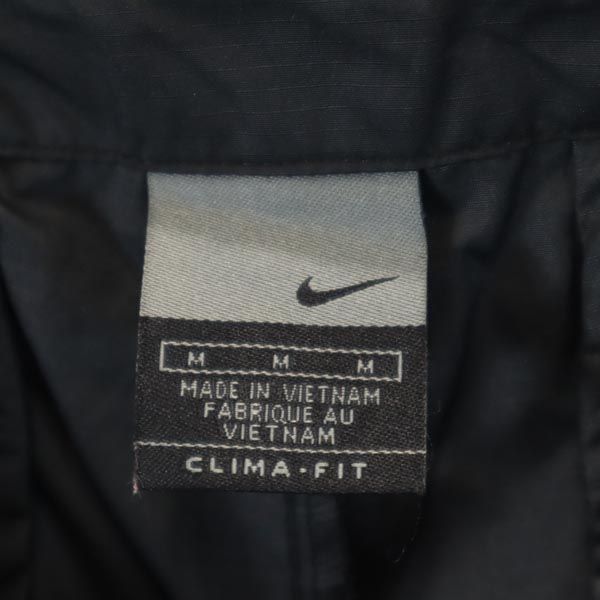 M M M
MADE IN VIETNAM
FABRIQUE AU
VIETNAM
CLIMA·FIT